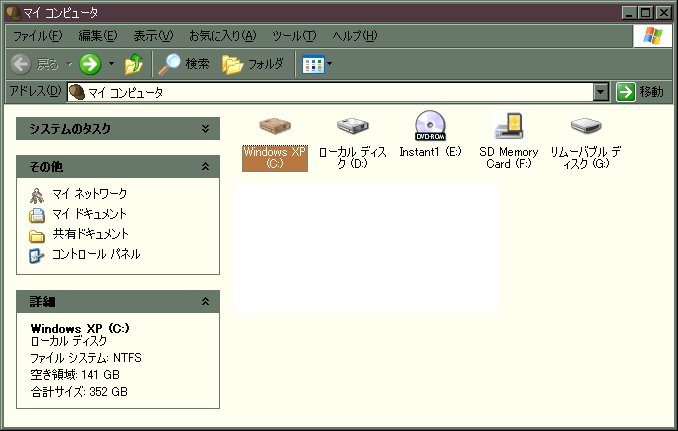 マイ コンピュータ
ファイル(F) 編集(E) 表示(V) お気に入り(A) ツール(T) ヘルプ(H)
戻る 検索 フォルダ
アドレス(D) マイ コンピュータ 移動
システムのタスク
その他
マイ ネットワーク
マイ ドキュメント
共有ドキュメント
コントロール パネル
詳細
Windows XP (C:)
ローカル ディスク
ファイル システム: NTFS
空き領域: 141 GB
合計サイズ: 352 GB
Windows XP
(C:)
ローカル ディス
ク (D:)
DVD-ROM
Instant1 (E:)
SD Memory
Card (F:)
リムーバブル デ
ィスク (G:)